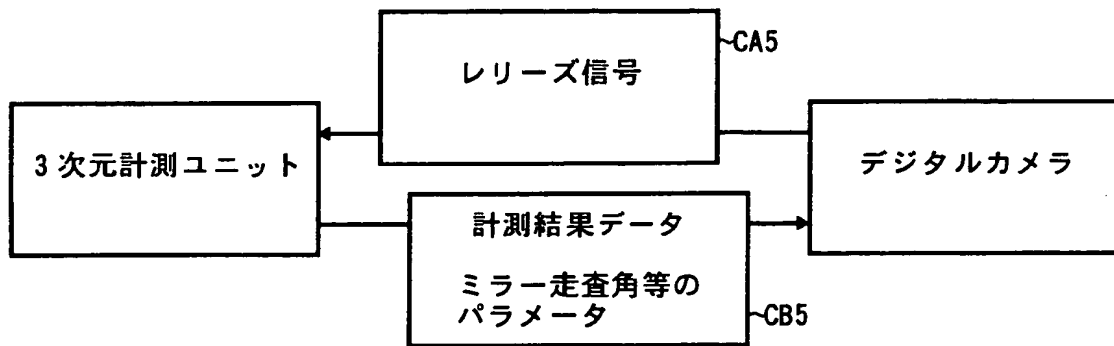 レリーズ信号
CA5
3次元計測ユニット
デジタルカメラ
計測結果データ
ミラー走査角等の
パラメータ
CB5